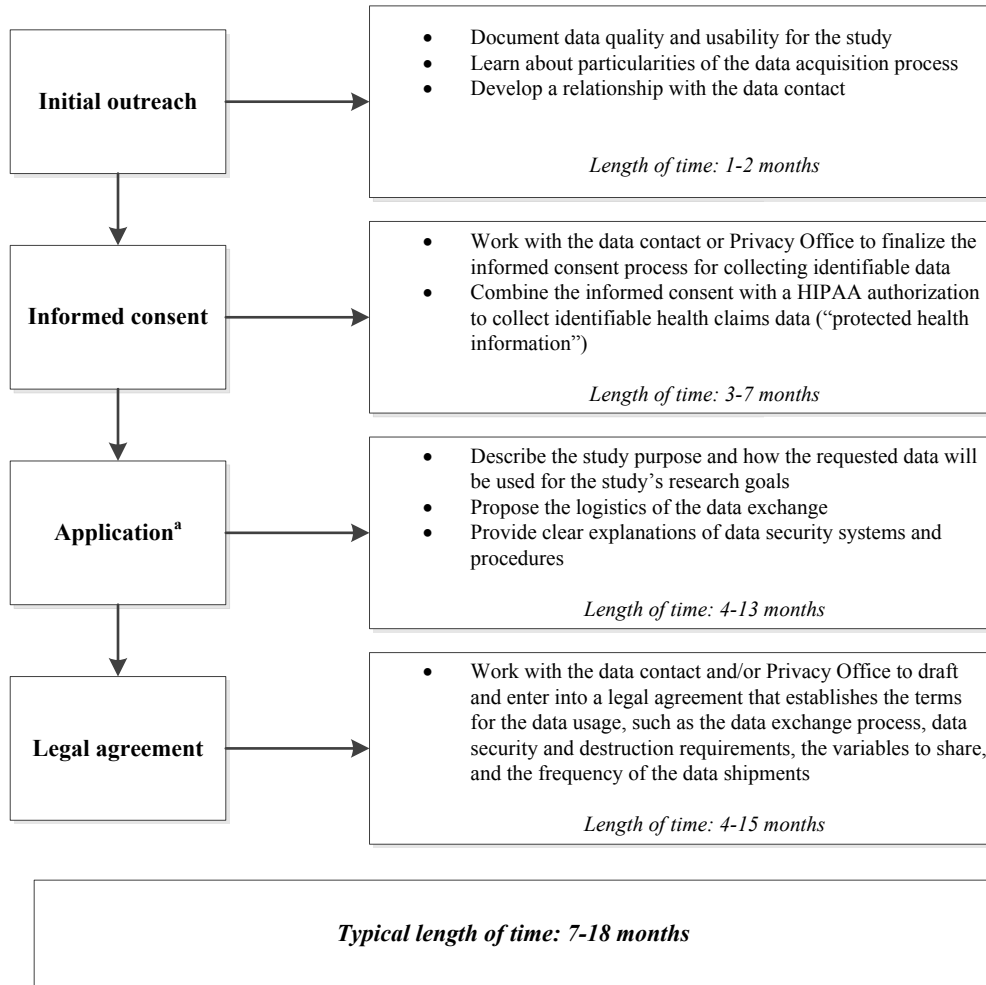 Initial outreach
• Document data quality and usability for the study
• Learn about particularities of the data acquisition process
• Develop a relationship with the data contact
Length of time: 1-2 months
Informed consent
• Work with the data contact or Privacy Office to finalize the
informed consent process for collecting identifiable data
• Combine the informed consent with a HIPAA authorization
to collect identifiable health claims data (“protected health
information”)
Length of time: 3-7 months
Application^a
• Describe the study purpose and how the requested data will
be used for the study’s research goals
• Propose the logistics of the data exchange
• Provide clear explanations of data security systems and
procedures
Length of time: 4-13 months
Legal agreement
• Work with the data contact and/or Privacy Office to draft
and enter into a legal agreement that establishes the terms
for the data usage, such as the data exchange process, data
security and destruction requirements, the variables to share,
and the frequency of the data shipments
Length of time: 4-15 months
Typical length of time: 7-18 months